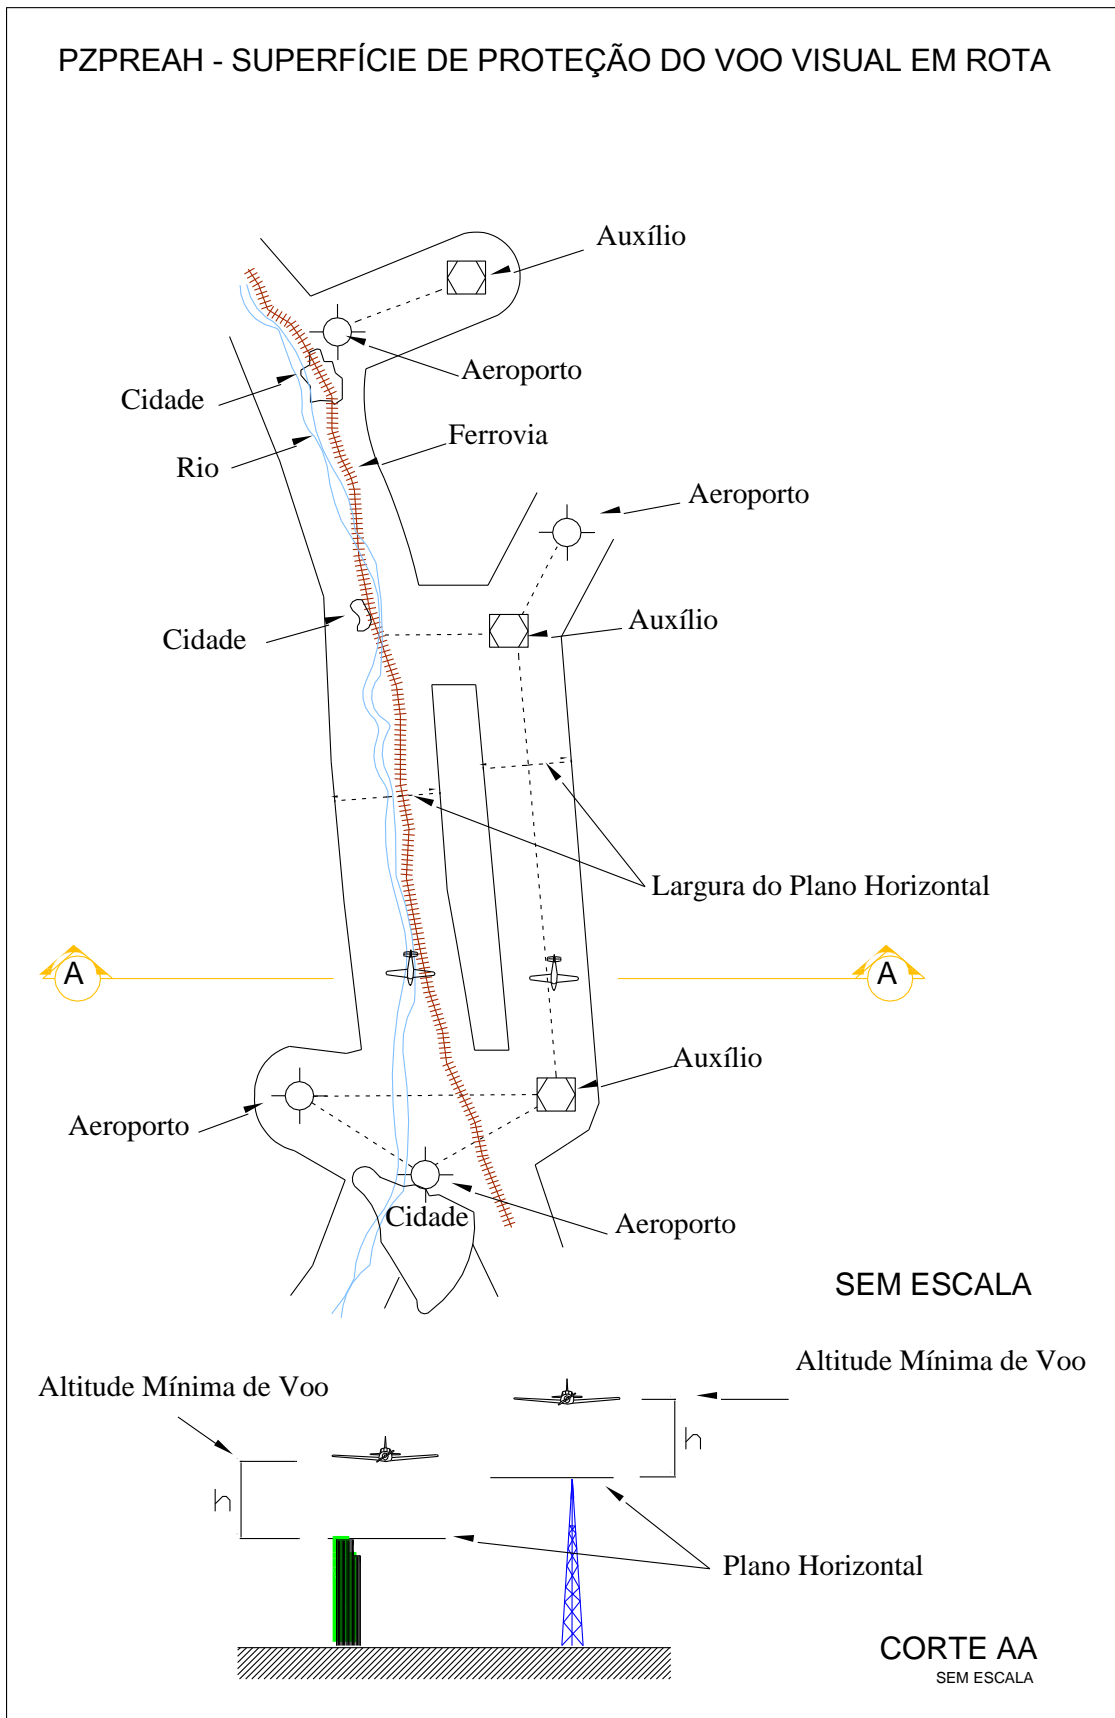 PZPREAH - SUPERFÍCIE DE PROTEÇÃO DO VOO VISUAL EM ROTA
Auxílio
Aeroporto
Cidade
Ferrovia
Rio
Aeroporto
Auxílio
Cidade
Largura do Plano Horizontal
A
A
Auxílio
Aeroporto
Cidade
Aeroporto
SEM ESCALA
Altitude Mínima de Voo
Altitude Mínima de Voo
h
h
Plano Horizontal
CORTE AA
SEM ESCALA